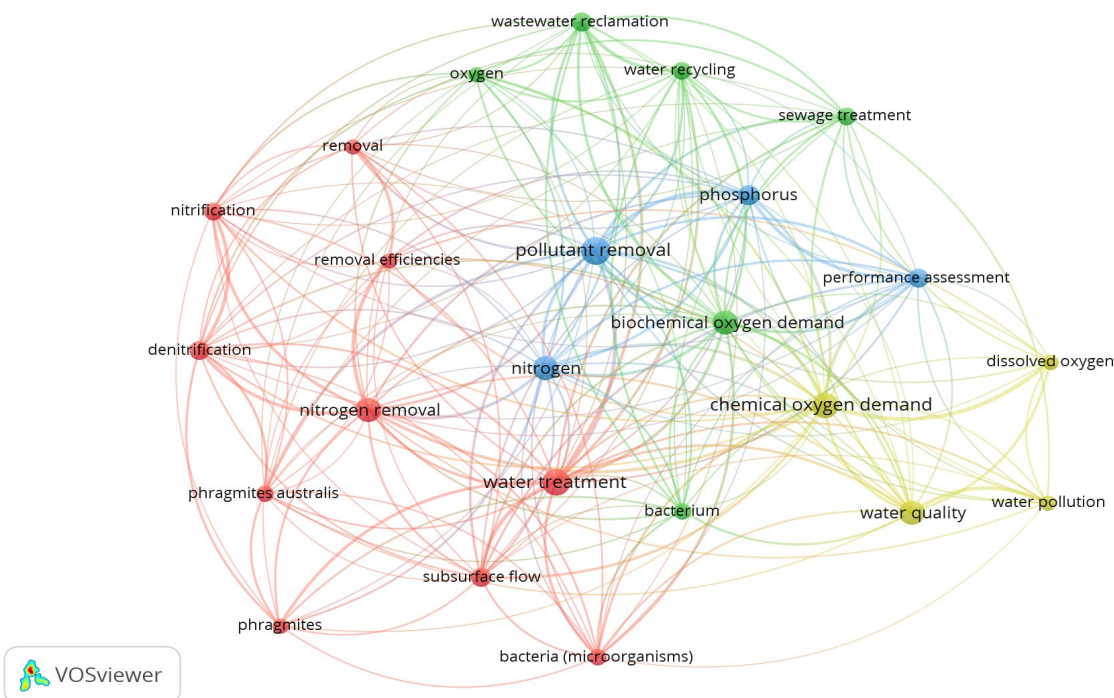 wastewater reclamation
oxygen
water recycling
sewage treatment
removal
phosphorus
nitrification
pollutant removal
removal efficiencies
performance assessment
biochemical oxygen demand
denitrification
dissolved oxygen
nitrogen
chemical oxygen demand
nitrogen removal
water treatment
phragmites australis
water pollution
bacterium
water quality
subsurface flow
phragmites
bacteria (microorganisms)
VOSviewer